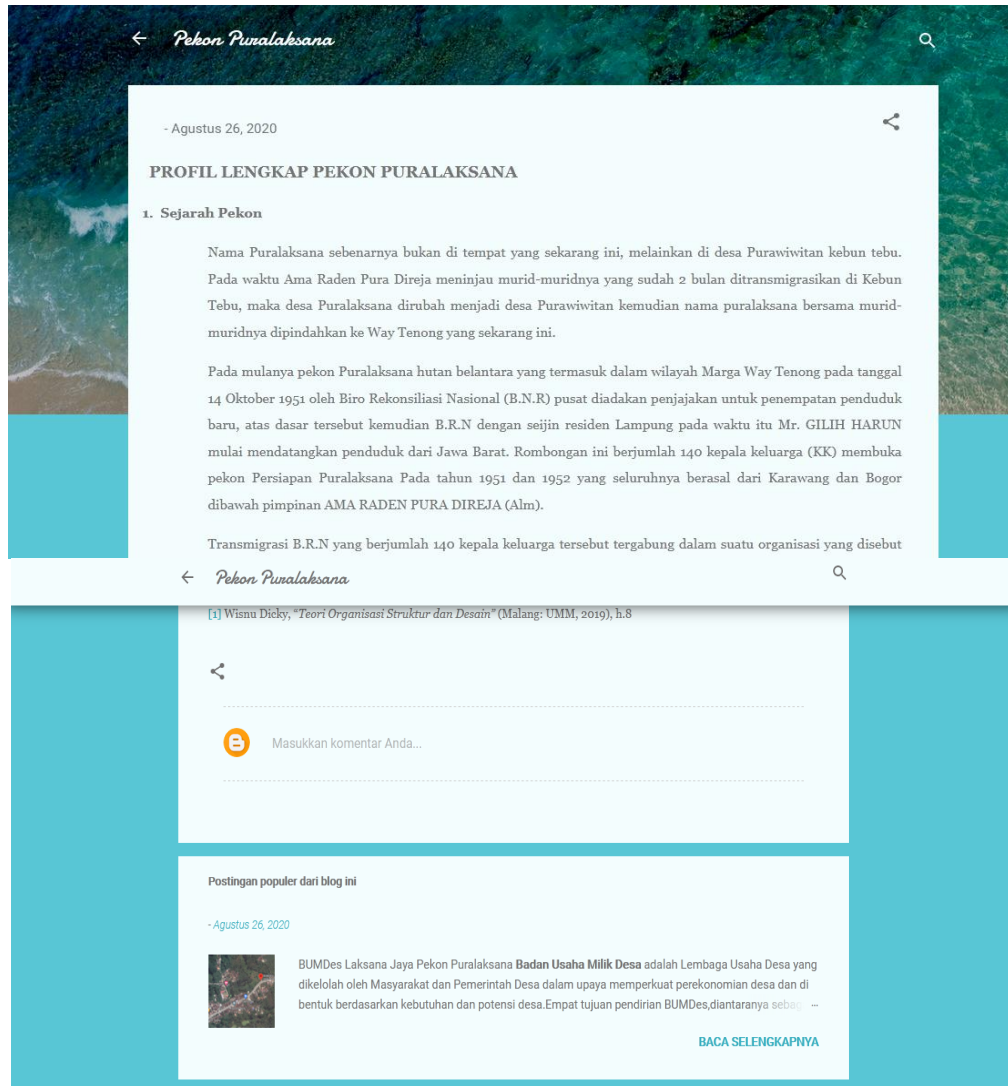 Pekon Puralaksana
- Agustus 26, 2020
PROFIL LENGKAP PEKON PURALAKSANA
1. Sejarah Pekon
Nama Puralaksana sebenarnya bukan di tempat yang sekarang ini, melainkan di desa Purawiwitan kebun tebu.
Pada waktu Ama Raden Pura Direja meninjau murid-muridnya yang sudah 2 bulan ditransmigrasikan di Kebun
Tebu, maka desa Puralaksana dirubah menjadi desa Purawiwitan kemudian nama puralaksana bersama murid-
muridnya dipindahkan ke Way Tenong yang sekarang ini.
Pada mulanya pekon Puralaksana hutan belantara yang termasuk dalam wilayah Marga Way Tenong pada tanggal
14 Oktober 1951 oleh Biro Rekonsiliasi Nasional (B.N.R) pusat diadakan penjajakan untuk penempatan penduduk
baru, atas dasar tersebut kemudian B.R.N dengan seijin residen Lampung pada waktu itu Mr. GILIH HARUN
mulai mendatangkan penduduk dari Jawa Barat. Rombongan ini berjumlah 140 kepala keluarga (KK) membuka
pekon Persiapan Puralaksana Pada tahun 1951 dan 1952 yang seluruhnya berasal dari Karawang dan Bogor
dibawah pimpinan AMA RADEN PURA DIREJA (Alm).
Transmigrasi B.R.N yang berjumlah 140 kepala keluarga tersebut tergabung dalam suatu organisasi yang disebut
Pekon Puralaksana
[1] Wisnu Dicky, "Teori Organisasi Struktur dan Desain" (Malang: UMM, 2019), h.8
Masukkan komentar Anda...
Postingan populer dari blog ini
- Agustus 26, 2020
BUMDes Laksana Jaya Pekon Puralaksana Badan Usaha Milik Desa adalah Lembaga Usaha Desa yang
dikelolah oleh Masyarakat dan Pemerintah Desa dalam upaya memperkuat perekonomian desa dan di
bentuk berdasarkan kebutuhan dan potensi desa.Empat tujuan pendirian BUMDes,diantaranya sebag ...
BACA SELENGKAPNYA